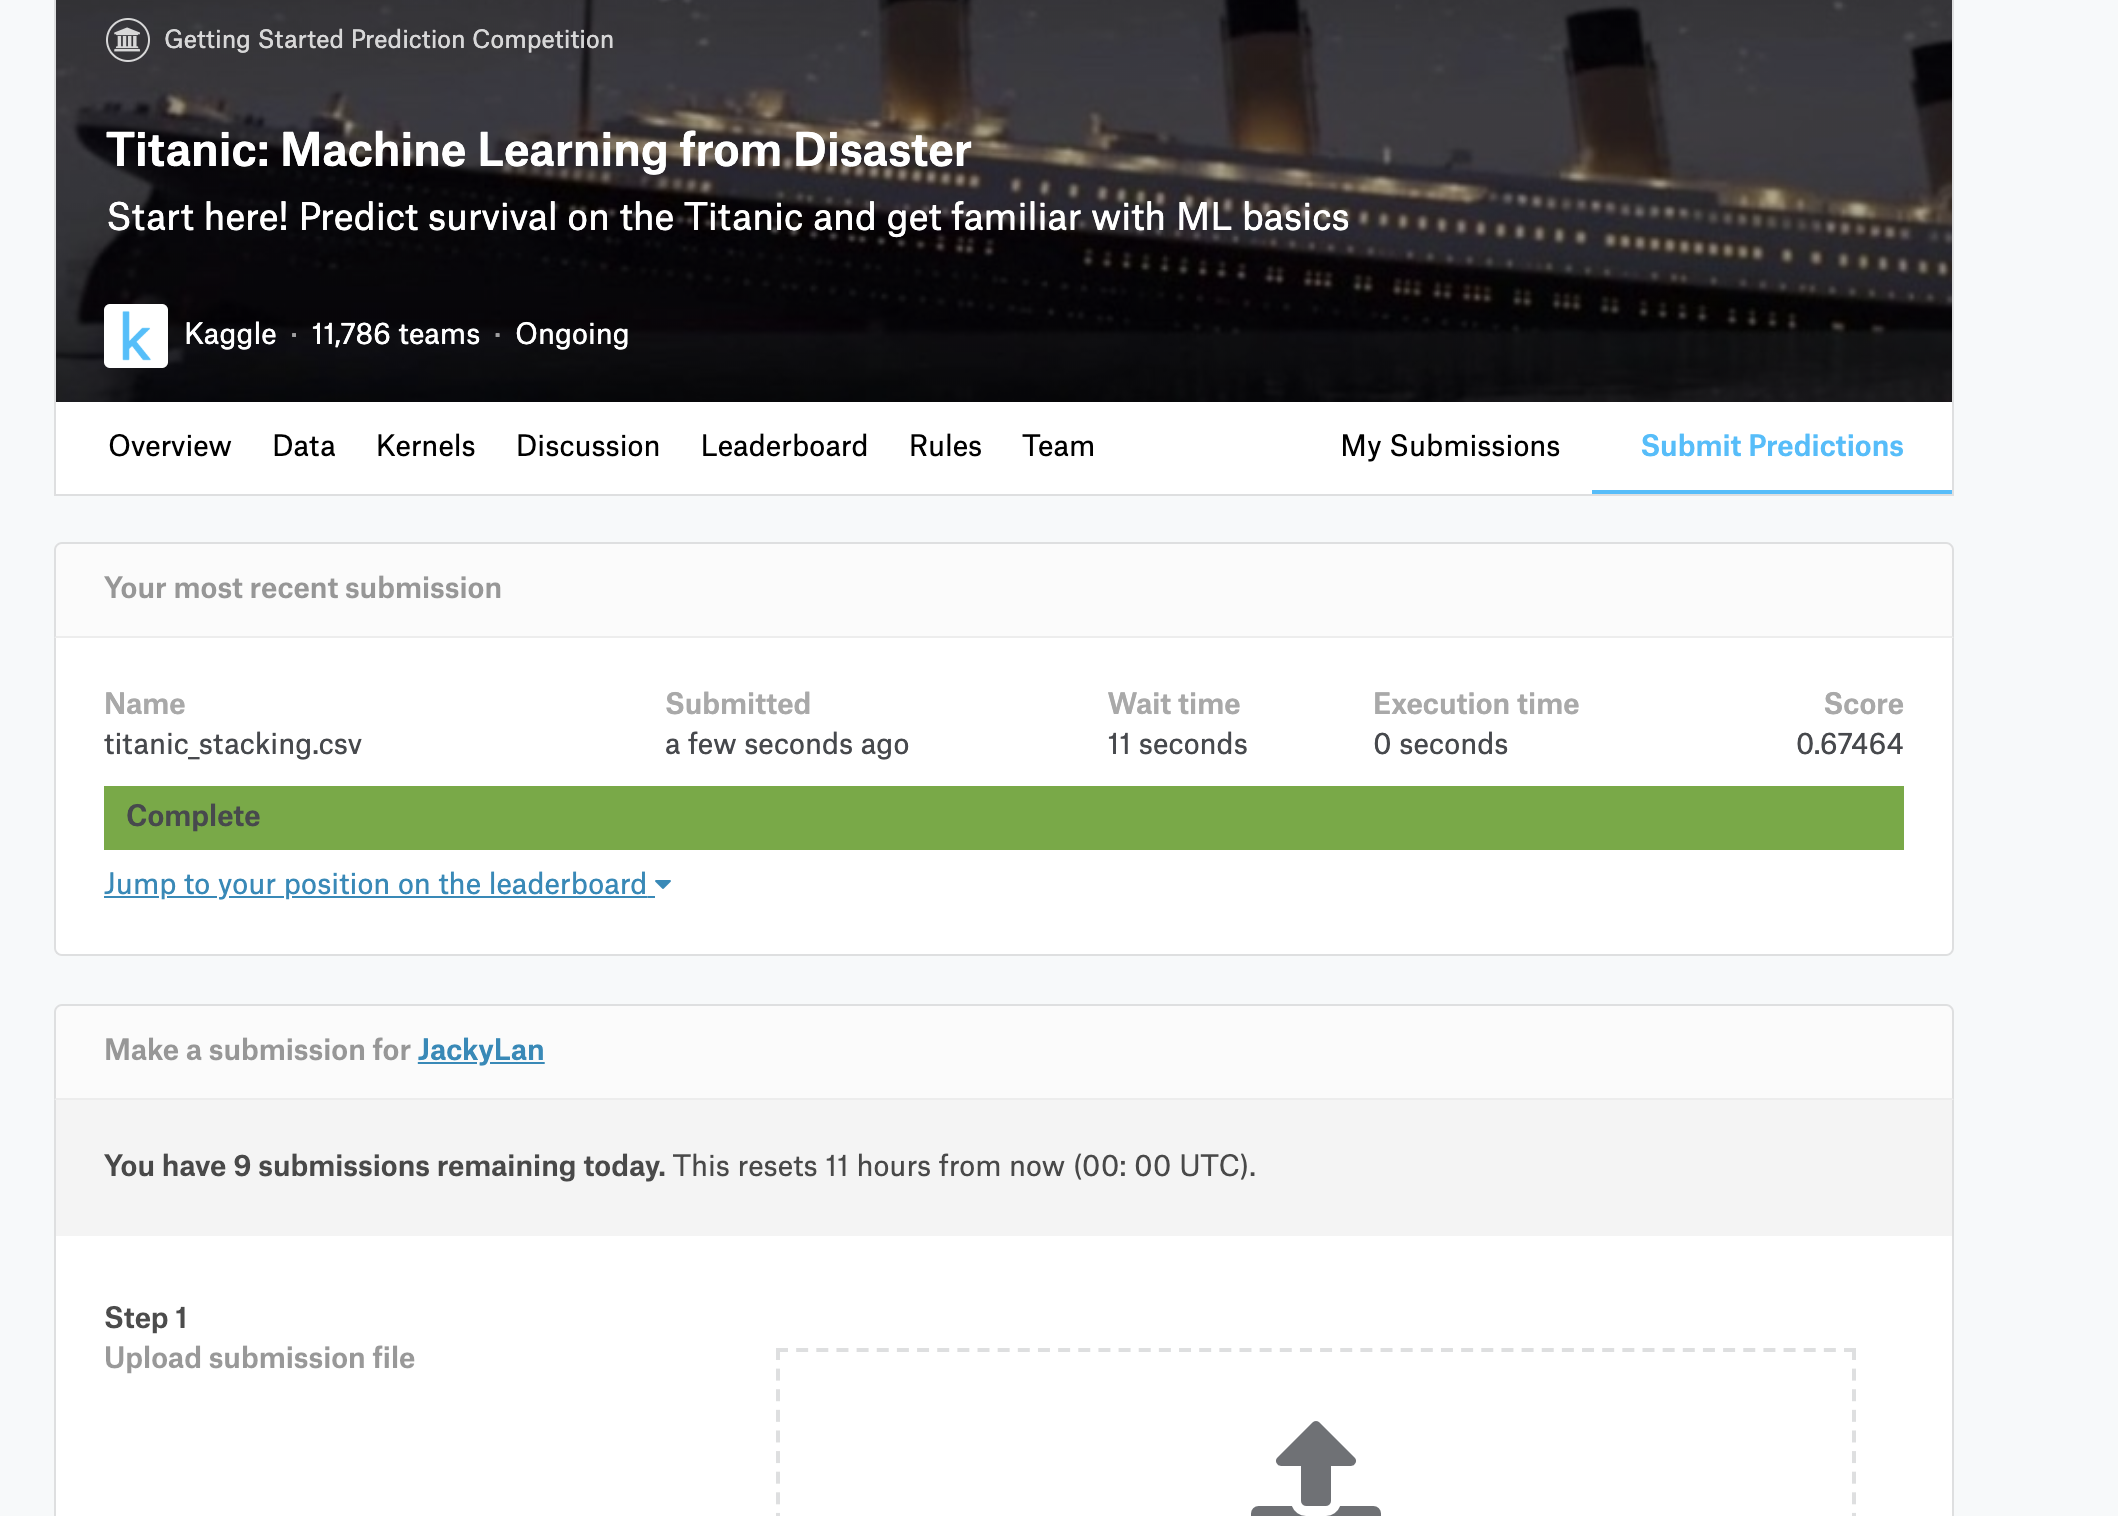 Getting Started Prediction Competition
Titanic: Machine Learning from Disaster
Start here! Predict survival on the Titanic and get familiar with ML basics
k Kaggle · 11,786 teams · Ongoing
Overview Data Kernels Discussion Leaderboard Rules Team My Submissions Submit Predictions
Your most recent submission
Name Submitted Wait time Execution time Score
titanic_stacking.csv a few seconds ago 11 seconds 0 seconds 0.67464
Complete
Jump to your position on the leaderboard
Make a submission for JackyLan
You have 9 submissions remaining today. This resets 11 hours from now (00: 00 UTC).
Step 1
Upload submission file